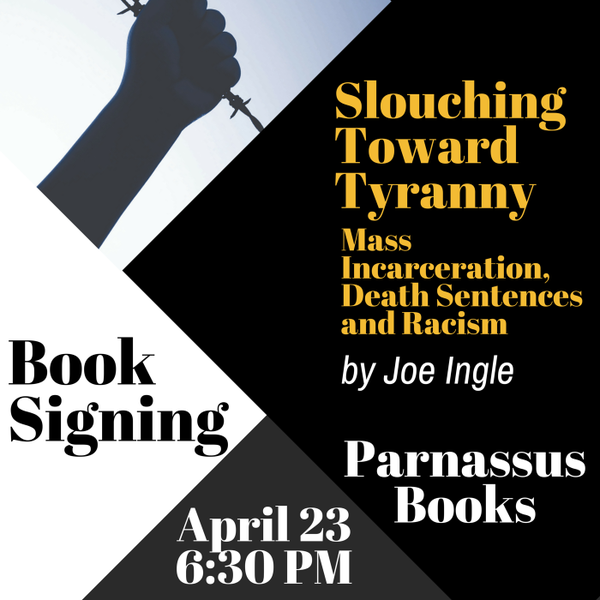 Slouching
Toward
Tyranny
Mass
Incarceration,
Death Sentences
and Racism
by Joe Ingle
Book
Signing
Parnassus
Books
April 23
6:30 PM